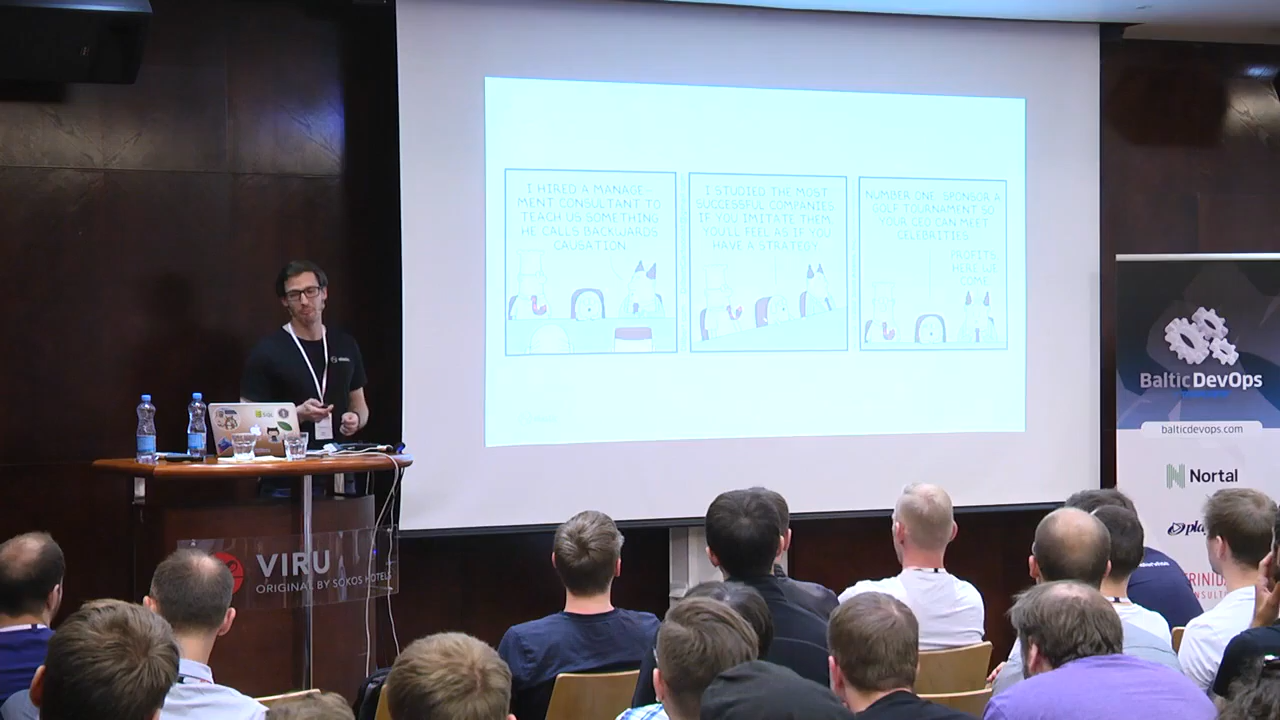 I HIRED A MANAGE-
MENT CONSULTANT TO
TEACH US SOMETHING
HE CALLS BACKWARDS
CAUSATION.
I STUDIED THE MOST
SUCCESSFUL COMPANIES.
IF YOU IMITATE THEM,
YOU'LL FEEL AS IF YOU
HAVE A STRATEGY.
NUMBER ONE: SPONSOR A
GOLF TOURNAMENT SO
YOUR CEO CAN MEET
CELEBRITIES.
PROFITS,
HERE WE
COME.
Baltic DevOps
balticdevops.com
Nortal
VIRU
ORIGINAL BY SOKOS HOTELS